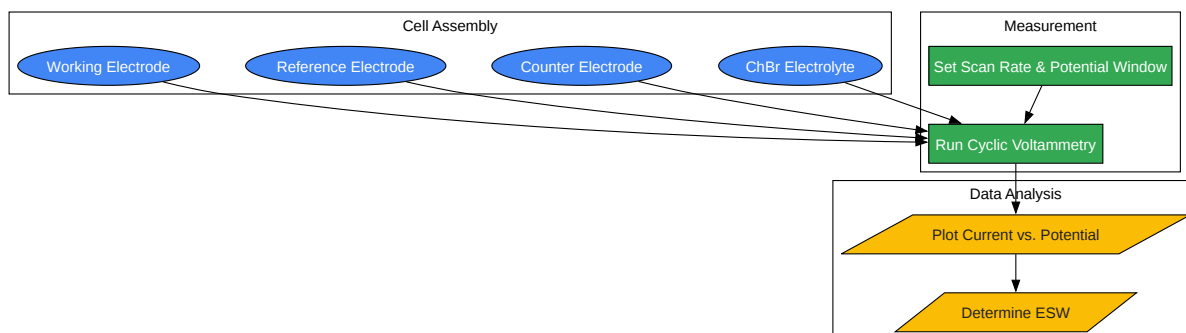 Cell Assembly
Measurement
Working Electrode
Reference Electrode
Counter Electrode
ChBr Electrolyte
Set Scan Rate & Potential Window
Run Cyclic Voltammetry
Data Analysis
Plot Current vs. Potential
Determine ESW